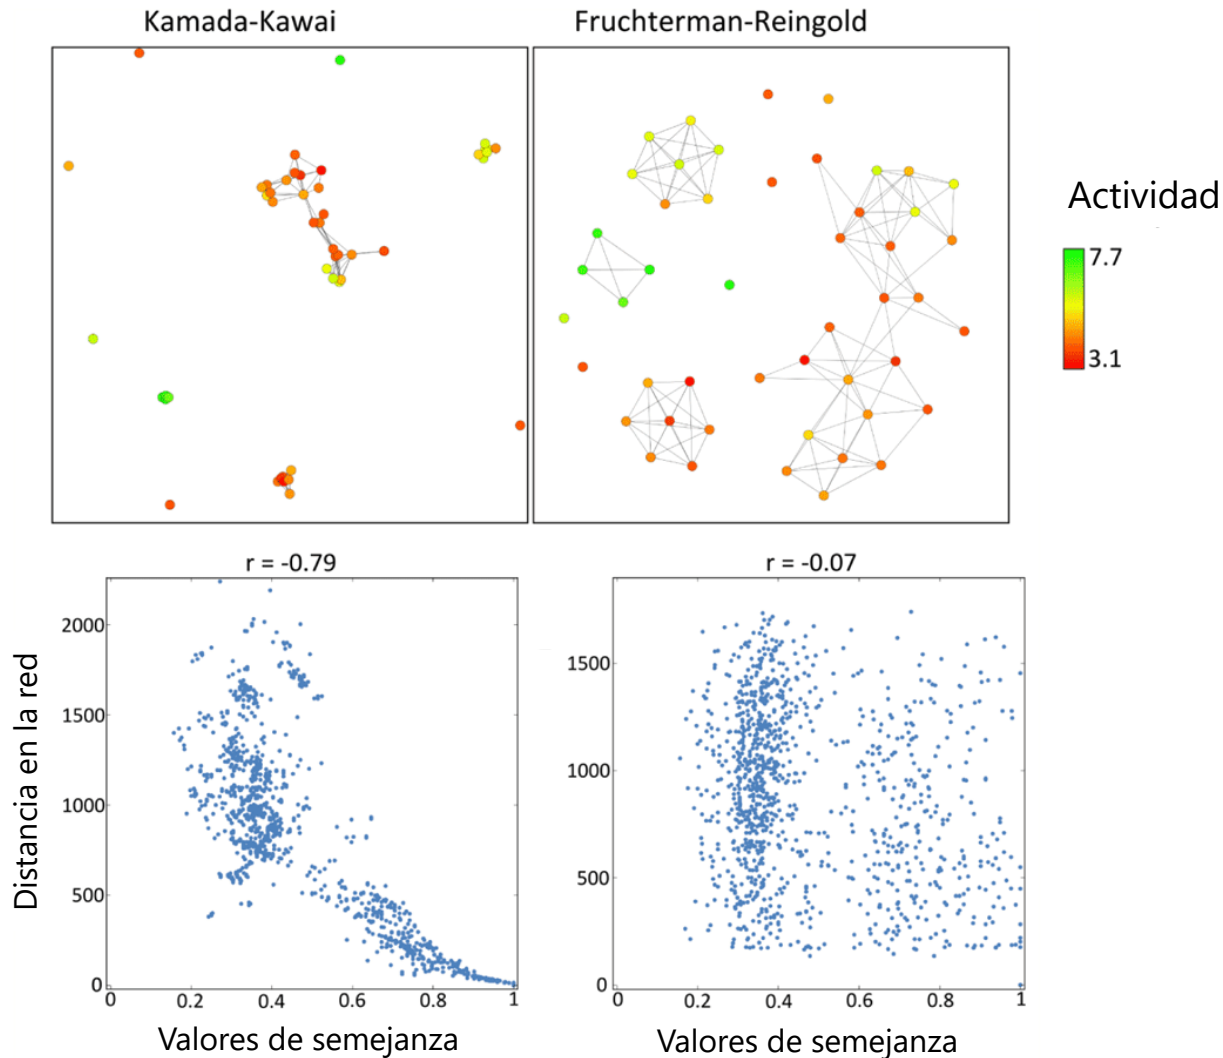 Kamada-Kawai
Fruchterman-Reingold
Actividad
7.7
3.1
r = -0.79
r = -0.07
Distancia en la red
2000
1500
1000
500
0
0
0.2
0.4
0.6
0.8
1
Valores de semejanza
1500
1000
500
0
0
0.2
0.4
0.6
0.8
1
Valores de semejanza